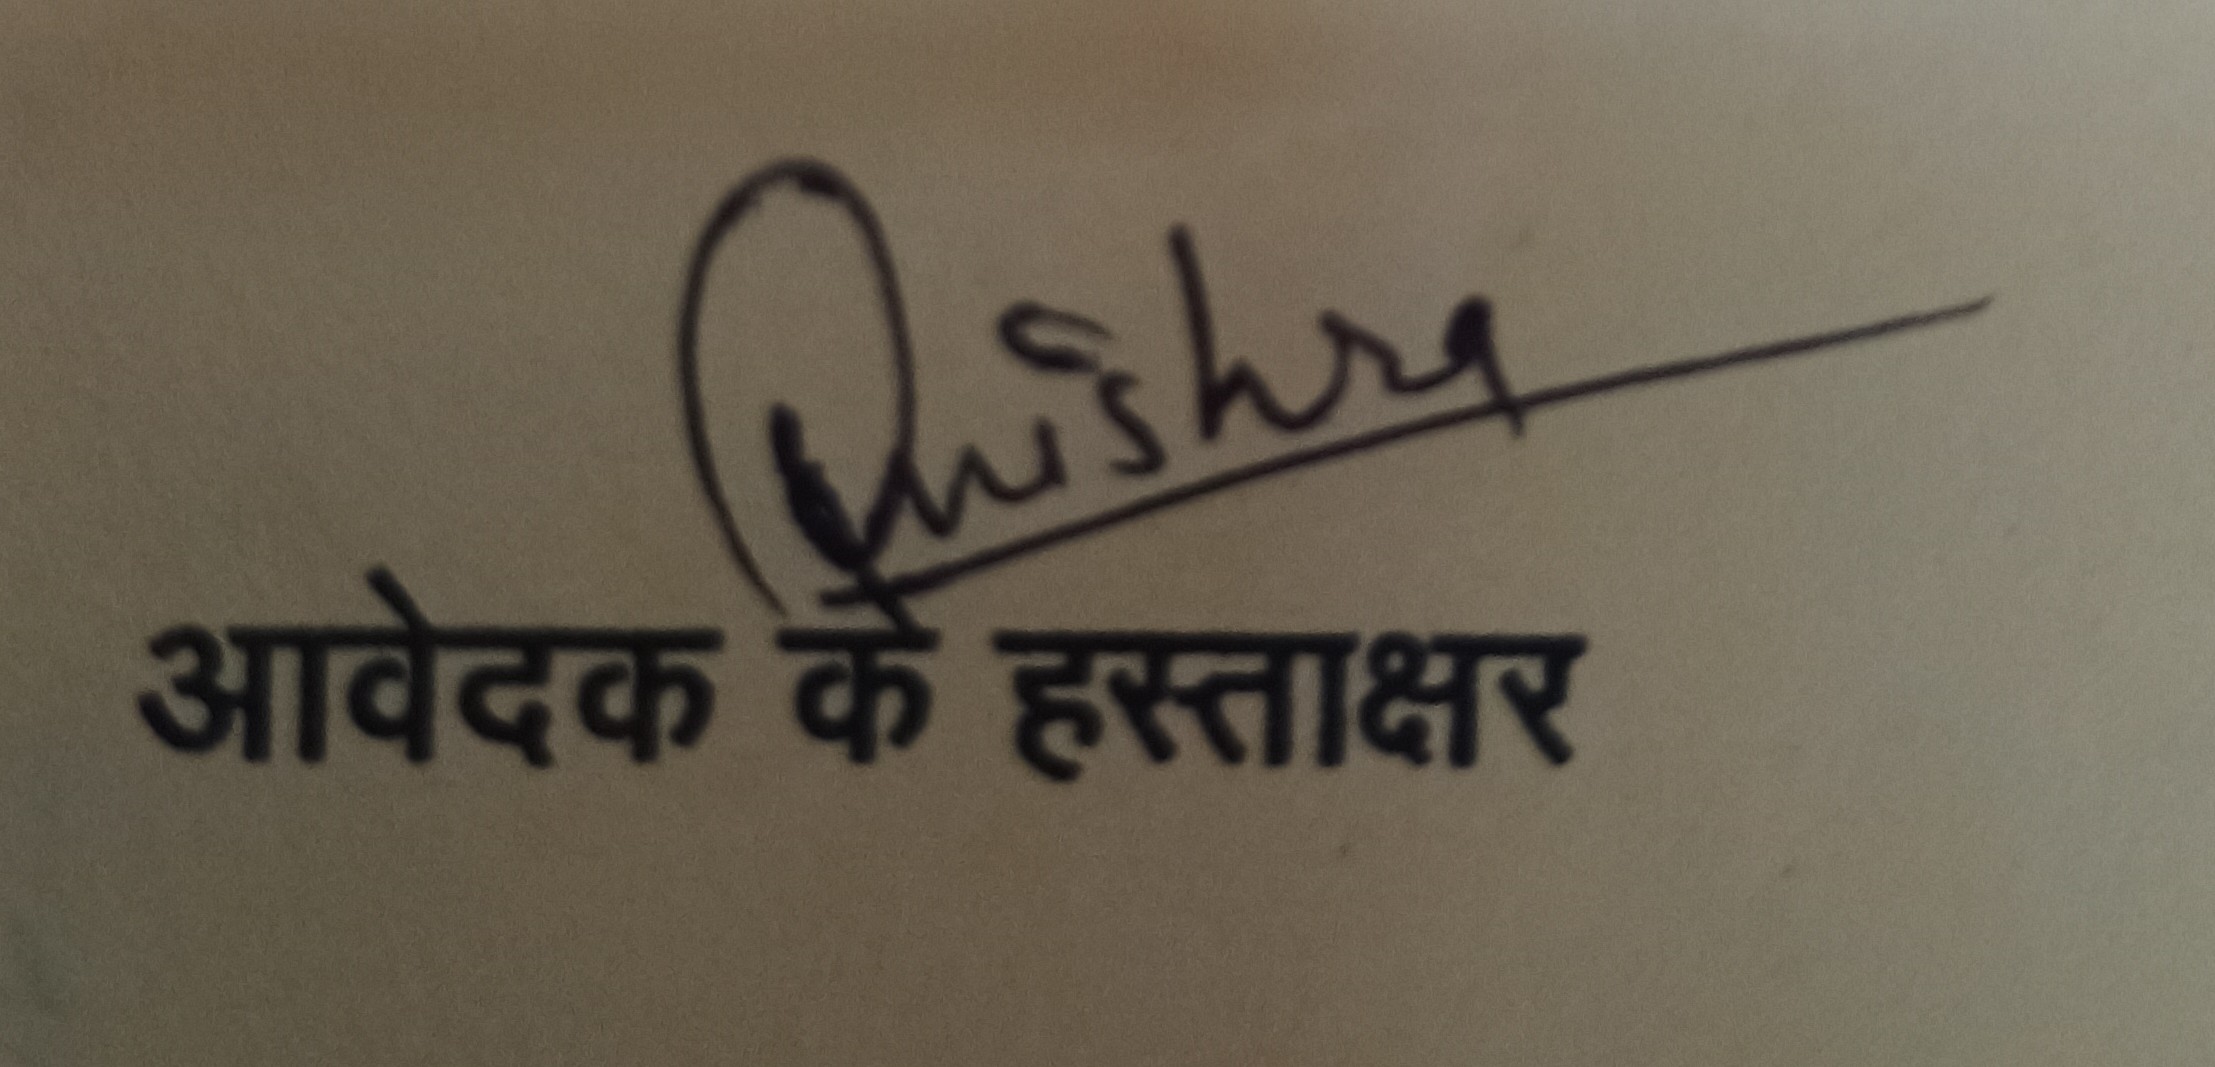 आवेदक के हस्ताक्षर